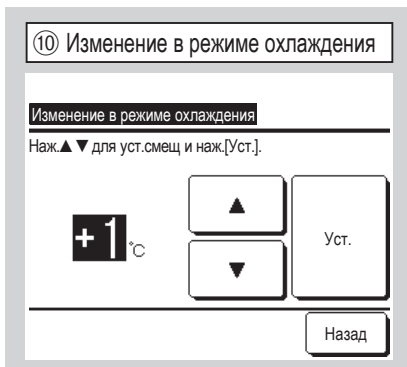 ⑩ Изменение в режиме охлаждения
Изменение в режиме охлаждения
Наж.▲▼ для уст.смещ и наж.[Уст.].
▲
+1 °C
Уст.
▼
Назад